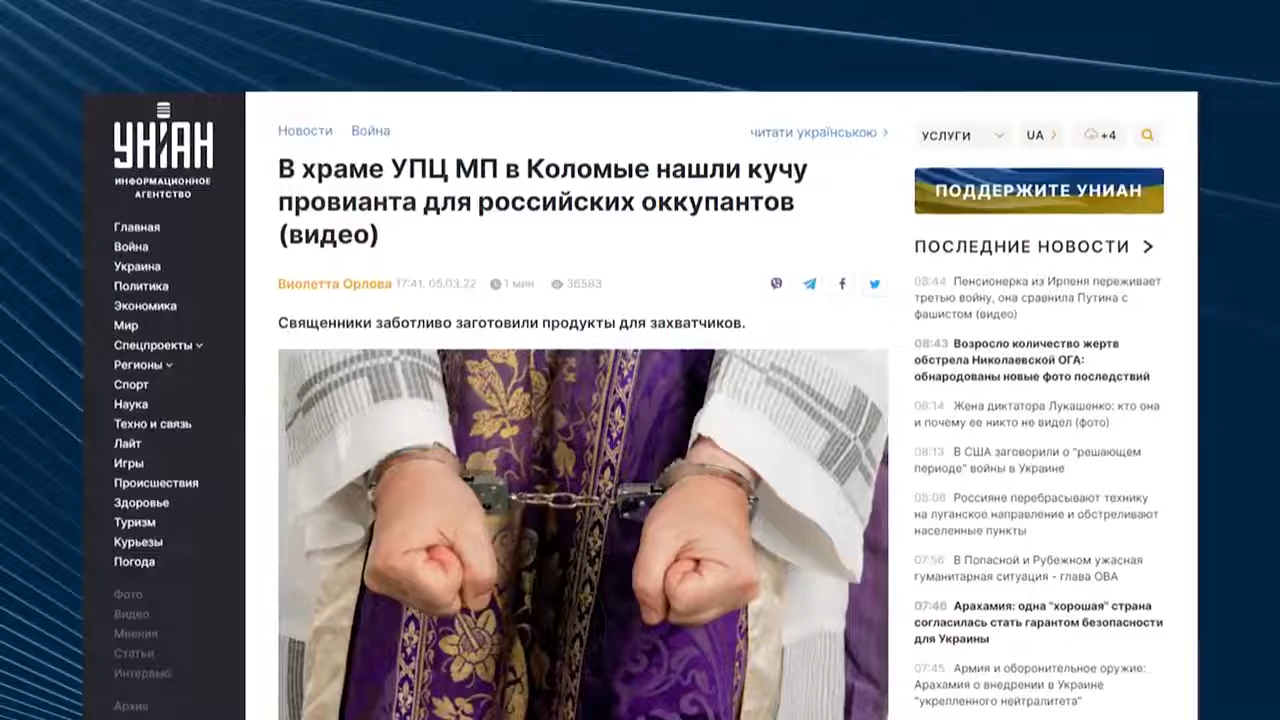 УНІАН
ИНФОРМАЦИОННОЕ
АГЕНТСТВО
Главная
Война
Украина
Политика
Экономика
Мир
Спецпроекты
Регионы
Спорт
Наука
Техно и связь
Лайт
Игры
Происшествия
Здоровье
Туризм
Курьезы
Погода
Фото
Видео
Мнения
Статьи
Интервью
Архив
Новости Война
читати українською
В храме УПЦ МП в Коломые нашли кучу
провианта для российских оккупантов
(видео)
Виолетта Орлова 17:41, 05.03.22 1 мин 36583
Священники заботливо заготовили продукты для захватчиков.
УСЛУГИ UA +4
ПОДДЕРЖИТЕ УНИАН
ПОСЛЕДНИЕ НОВОСТИ
08:44 Пенсионерка из Ирпеня переживает
третью войну, она сравнила Путина с
фашистом (видео)
08:43 Возросло количество жертв
обстрела Николаевской ОГА:
обнародованы новые фото последствий
08:14 Жена диктатора Лукашенко: кто она
и почему ее никто не видел (фото)
08:13 В США заговорили о "решающем
периоде" войны в Украине
08:08 Россияне перебрасывают технику
на луганское направление и обстреливают
населенные пункты
07:56 В Попасной и Рубежном ужасная
гуманитарная ситуация - глава ОВА
07:46 Арахамия: одна "хорошая" страна
согласилась стать гарантом безопасности
для Украины
07:45 Армия и оборонительное оружие:
Арахамия о внедрении в Украине
"укрепленного нейтралитета"